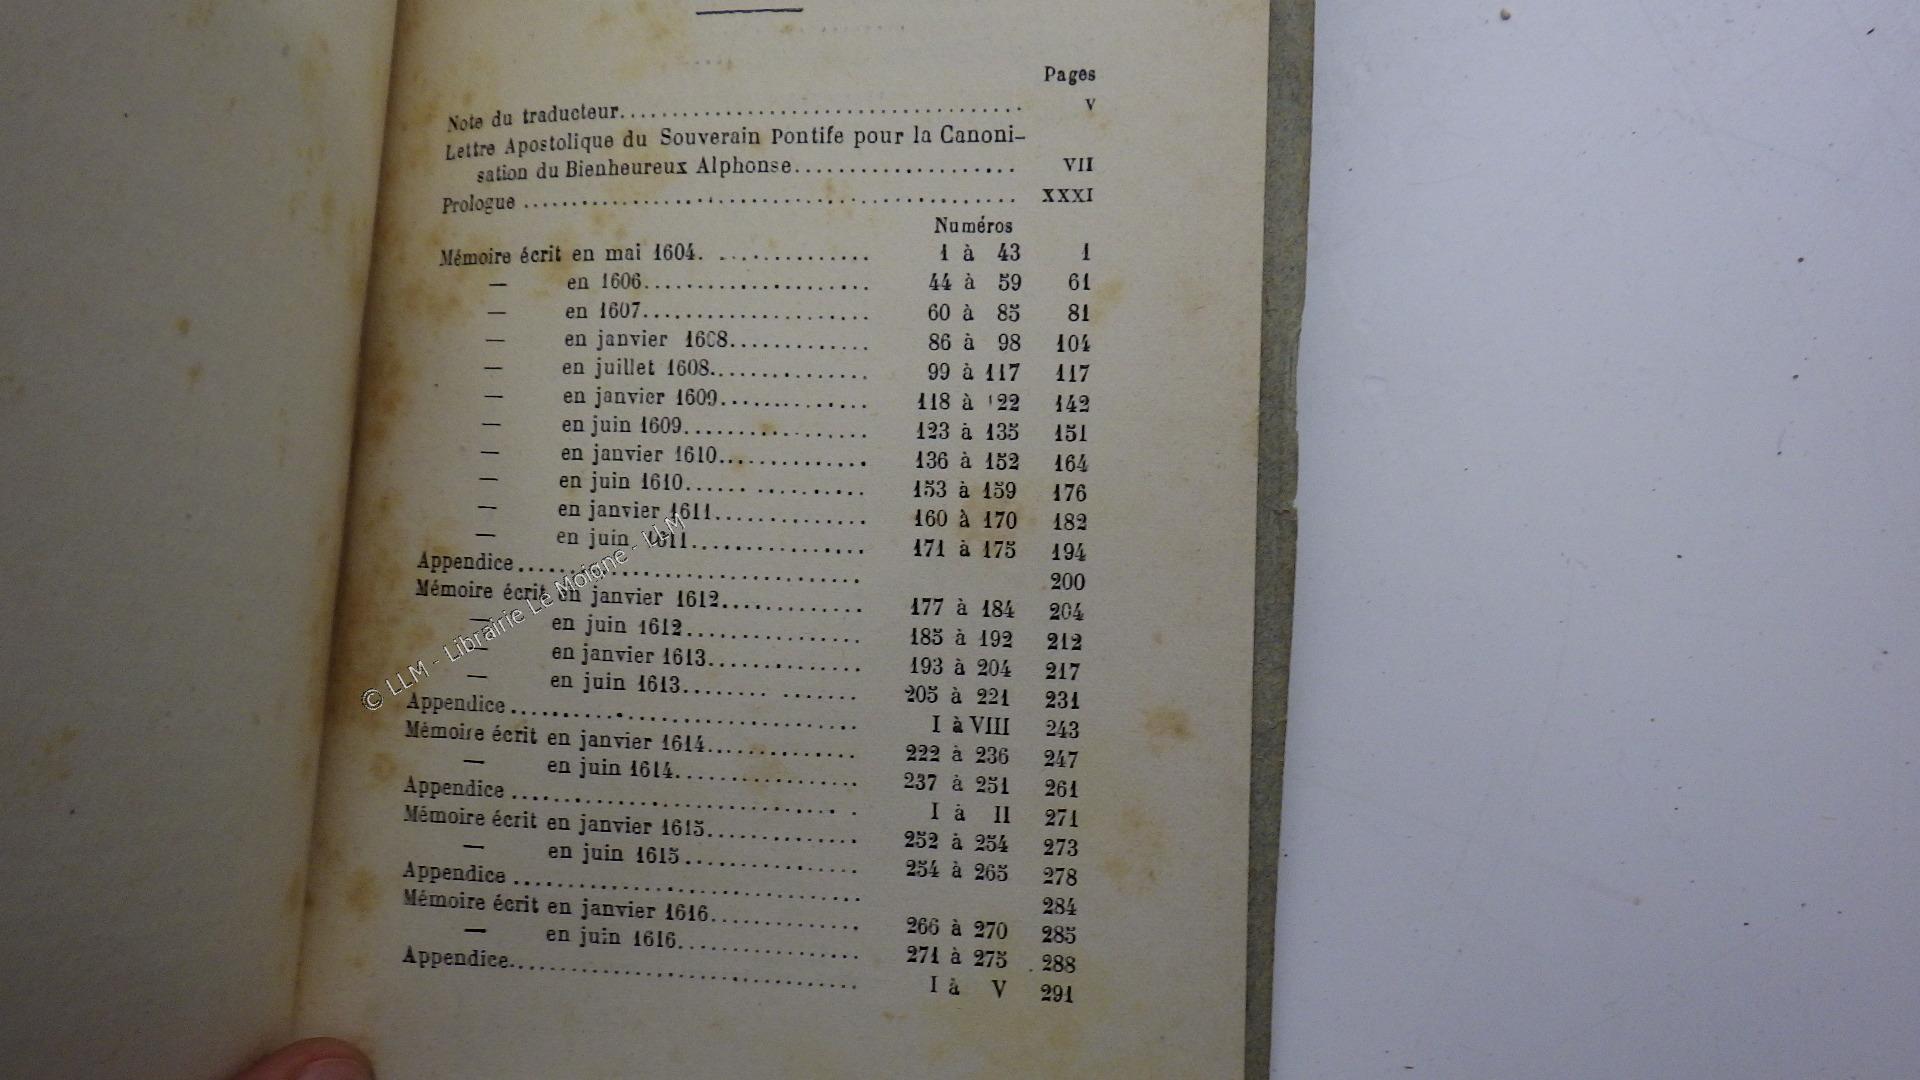 Pages
Note du traducteur.................................... V
Lettre Apostolique du Souverain Pontife pour la Canoni-
sation du Bienheureux Alphonse.................... VII
Prologue .......................................... XXXI
Numéros
Mémoire écrit en mai 1604. .............. 1 à 43 1
— en 1606..................... 44 à 59 61
— en 1607..................... 60 à 85 81
— en janvier 1608............. 86 à 98 104
— en juillet 1608............... 99 à 117 117
— en janvier 1609.............. 118 à 122 142
— en juin 1609................. 123 à 135 151
— en janvier 1610.............. 136 à 152 164
— en juin 1610...... .......... 153 à 159 176
— en janvier 1611.............. 160 à 170 182
— en juin 1611................. 171 à 175 194
Appendice............................... 200
Mémoire écrit en janvier 1612............. 177 à 184 204
— en juin 1612................ 185 à 192 212
— en janvier 1613.............. 193 à 204 217
— en juin 1613........ ....... 205 à 221 231
Appendice................................ I à VIII 243
Mémoire écrit en janvier 1614.............. 222 à 236 247
— en juin 1614................. 237 à 251 261
Appendice .............................. . I à II 271
Mémoire écrit en janvier 1615.............. 252 à 254 273
— en juin 1615................ 254 à 265 278
Appendice ................................ 284
Mémoire écrit en janvier 1616.............. 266 à 270 285
— en juin 1616................. 271 à 275 288
Appendice................................. I à V 291
© LLM - Librairie Le Moigne - LLM